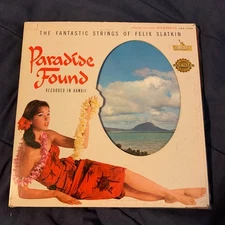 THE FANTASTIC STRINGS OF FELIX SLATKIN
Paradise
Found
RECORDED IN HAWAII